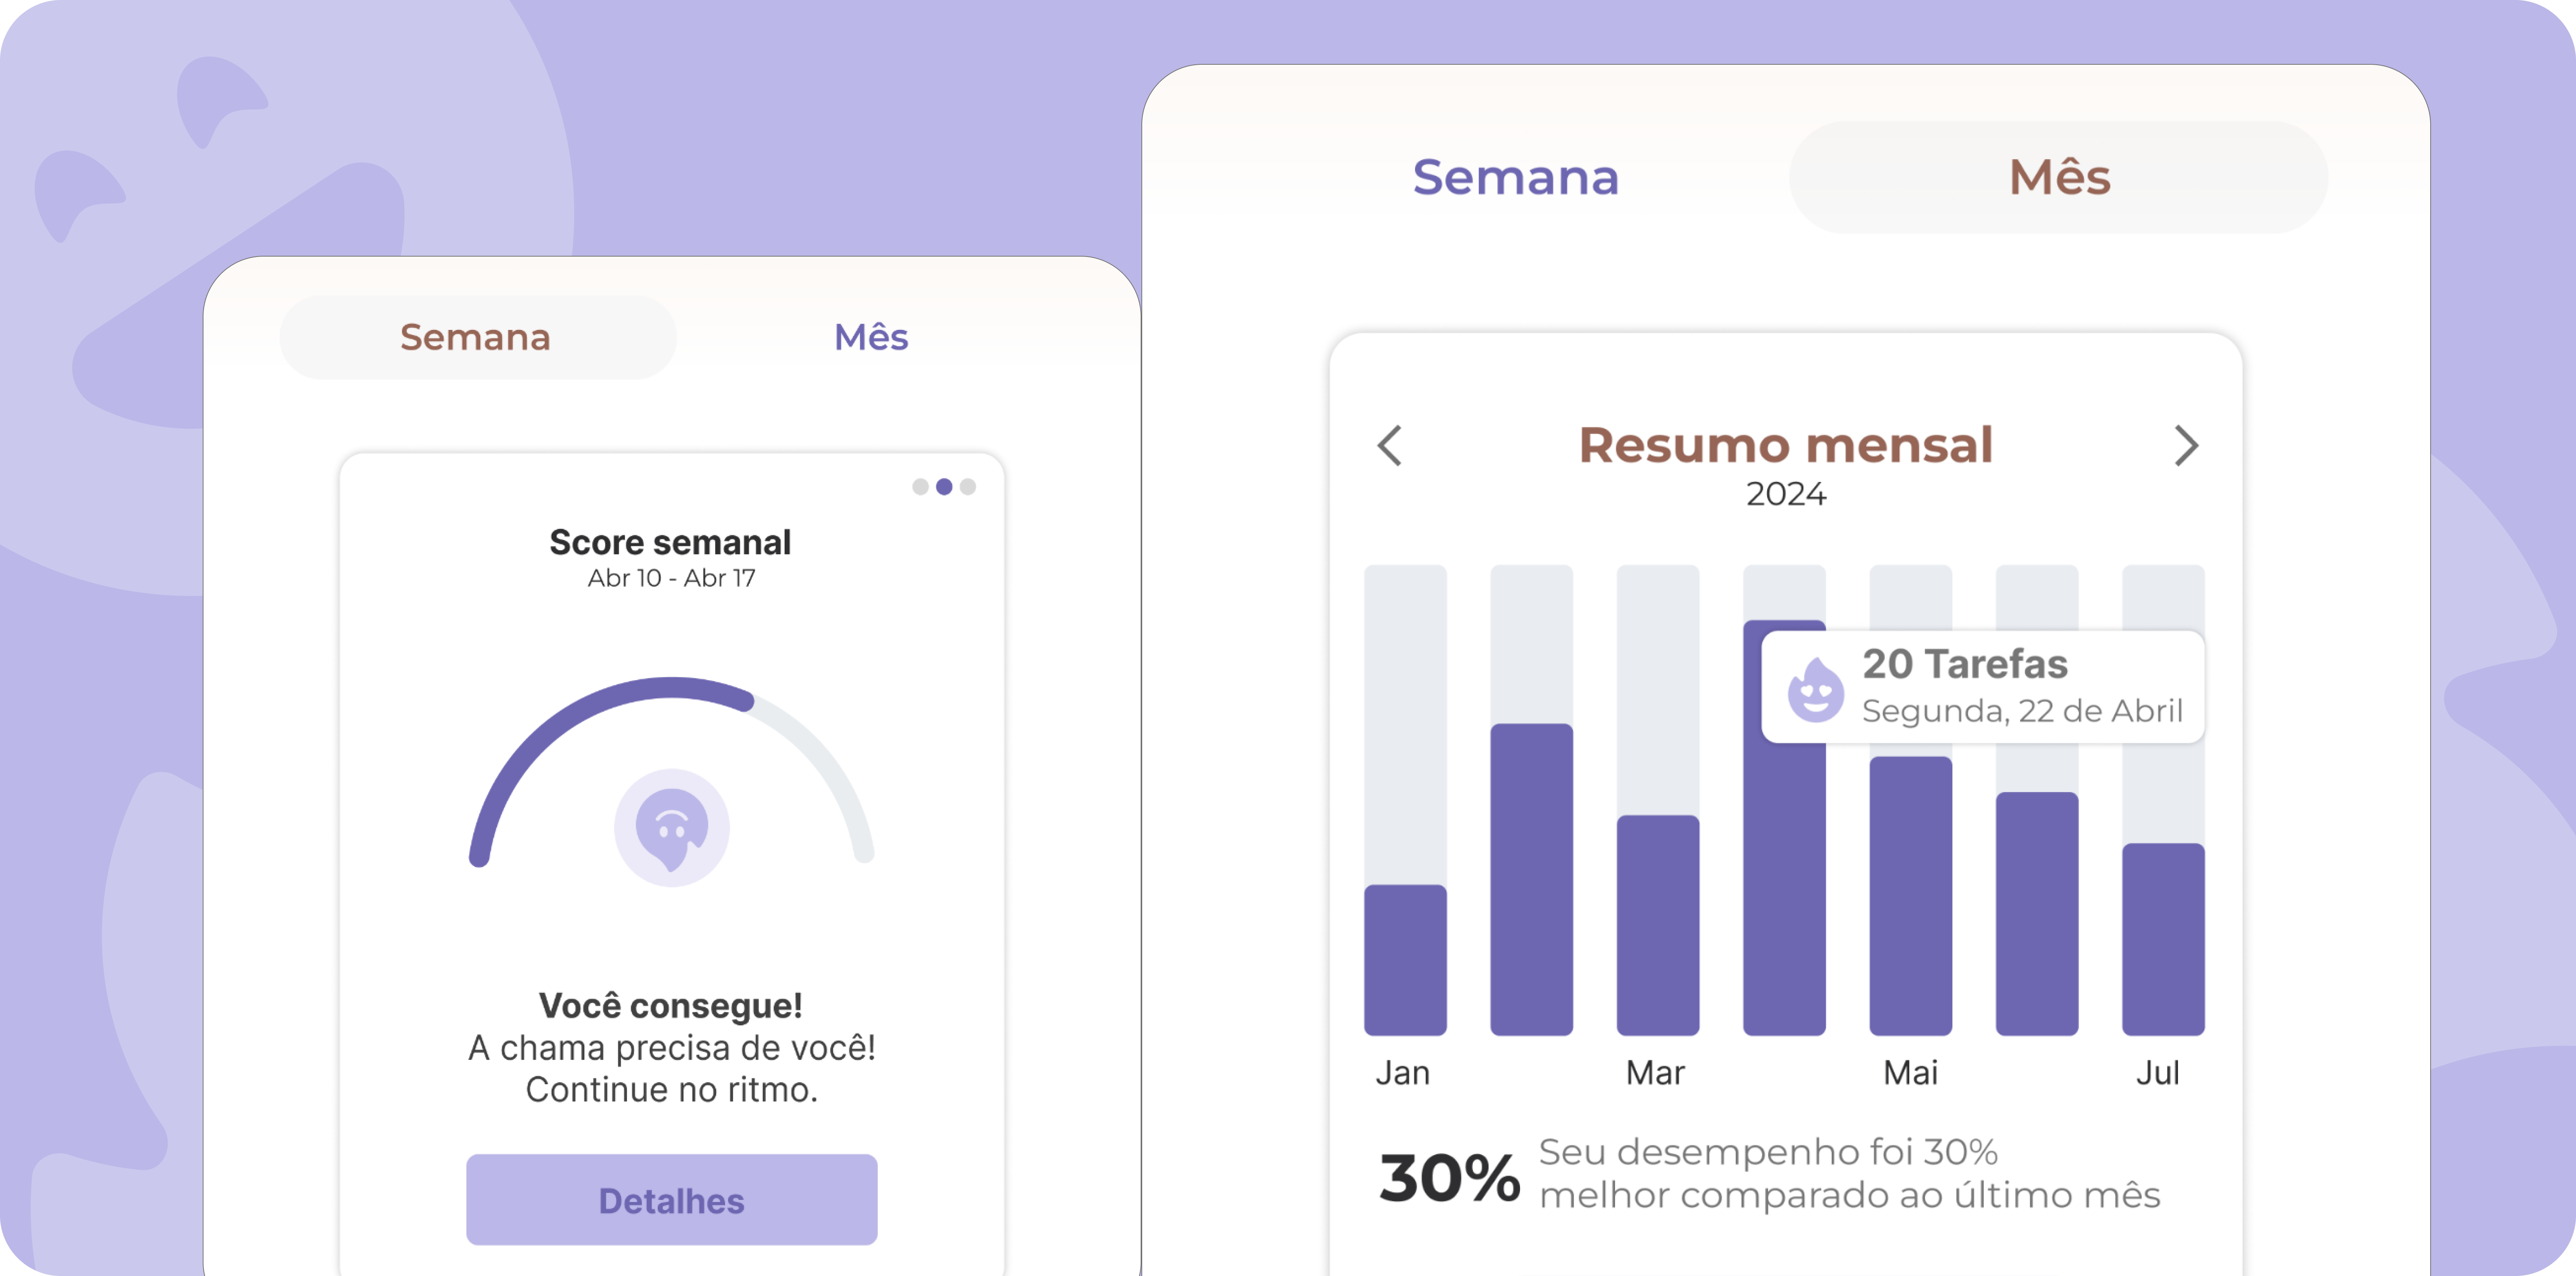 Semana
Mês
Score semanal
Abr 10 - Abr 17
Você consegue!
A chama precisa de você!
Continue no ritmo.
Detalhes
Semana
Mês
Resumo mensal
2024
20 Tarefas
Segunda, 22 de Abril
Jan
Mar
Mai
Jul
30%
Seu desempenho foi 30%
melhor comparado ao último mês